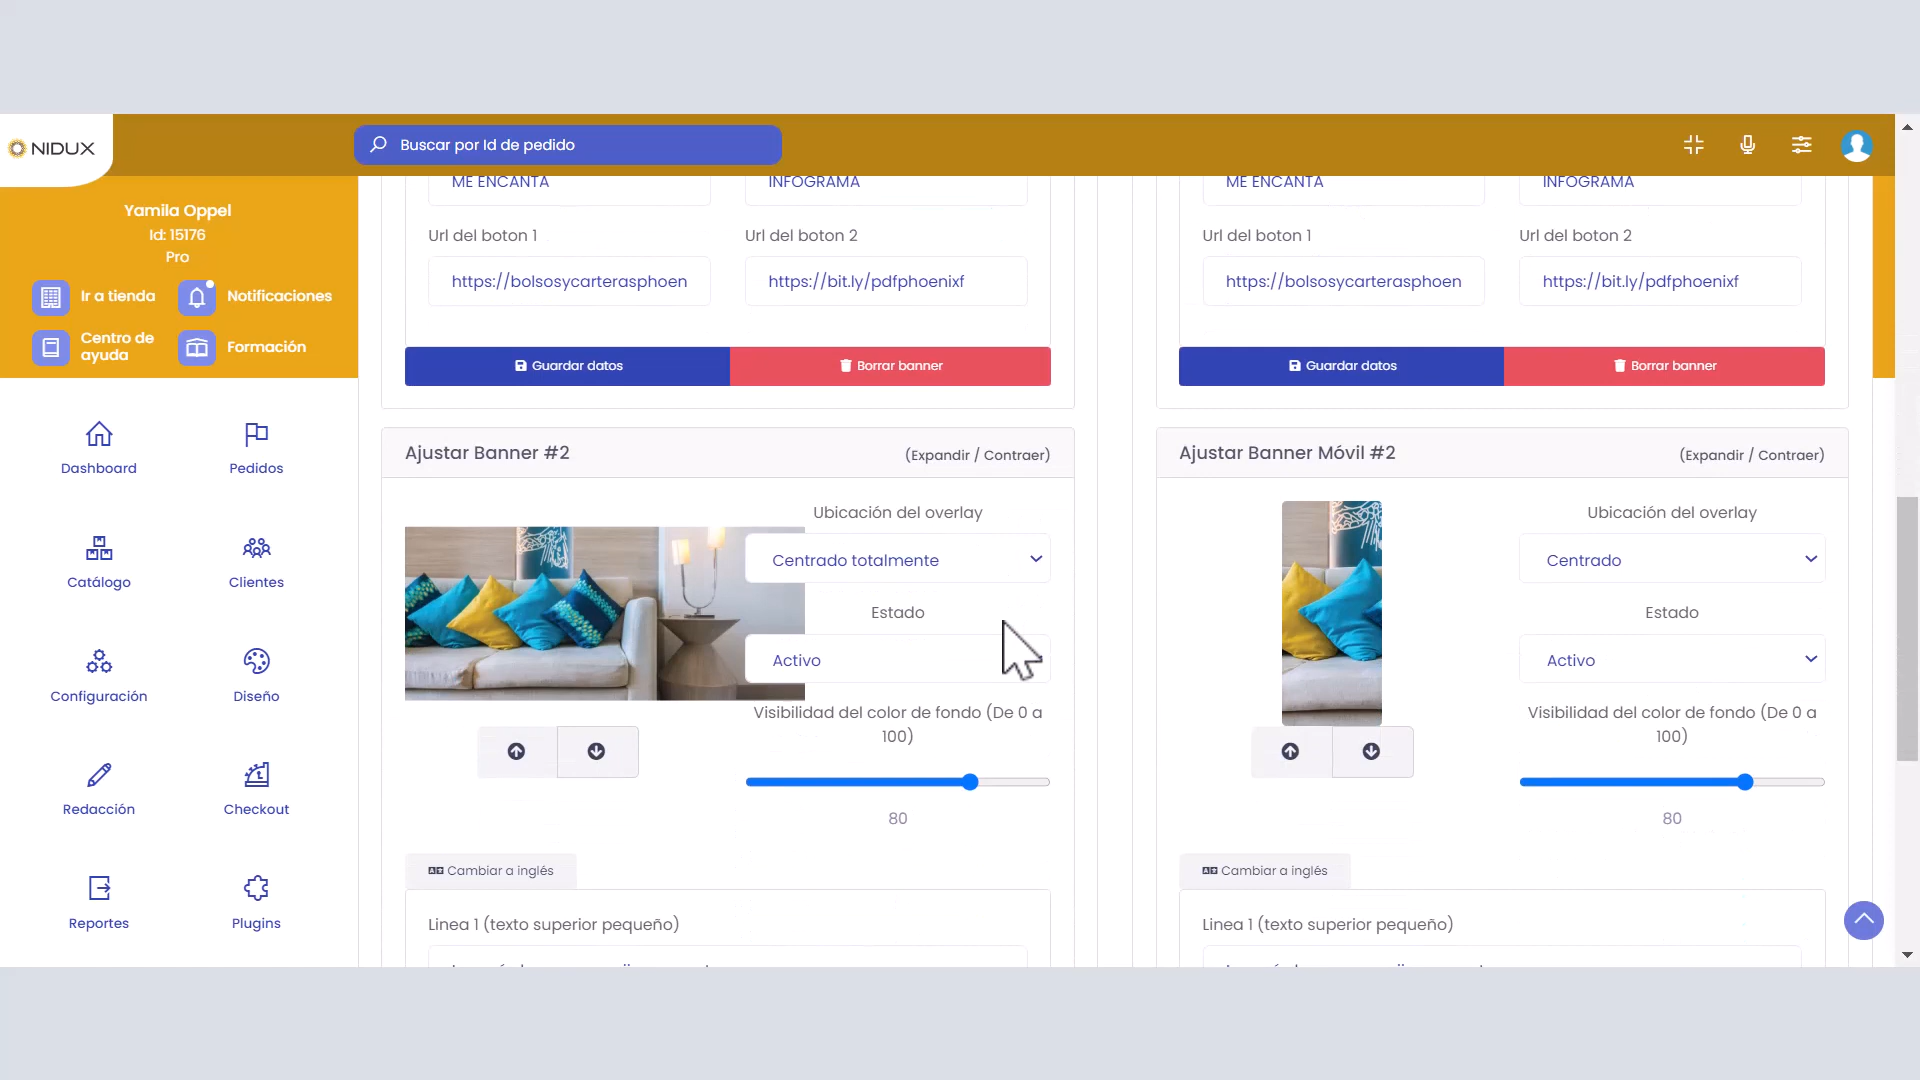 NIDUX
Buscar por Id de pedido
Yamila Oppel
Id: 15176
Pro
Ir a tienda
Notificaciones
Centro de ayuda
Formación
Dashboard
Pedidos
Catálogo
Clientes
Configuración
Diseño
Redacción
Checkout
Reportes
Plugins
ME ENCANTA
INFOGRAMA
Url del boton 1
Url del boton 2
https://bolsosycarterasphoen
https://bit.ly/pdfphoenixf
Guardar datos
Borrar banner
Ajustar Banner #2
(Expandir / Contraer)
Ubicación del overlay
Centrado totalmente
Estado
Activo
Visibilidad del color de fondo (De 0 a
100)
80
Cambiar a inglés
Linea 1 (texto superior pequeño)
ME ENCANTA
INFOGRAMA
Url del boton 1
Url del boton 2
https://bolsosycarterasphoen
https://bit.ly/pdfphoenixf
Guardar datos
Borrar banner
Ajustar Banner Móvil #2
(Expandir / Contraer)
Ubicación del overlay
Centrado
Estado
Activo
Visibilidad del color de fondo (De 0 a
100)
80
Cambiar a inglés
Linea 1 (texto superior pequeño)